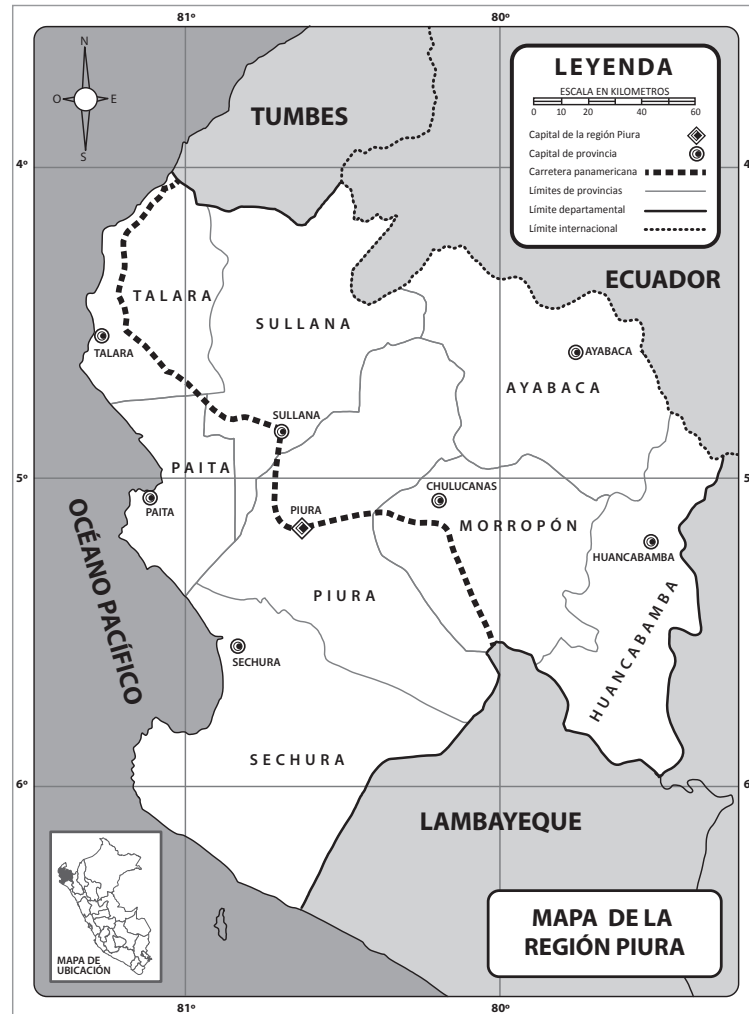 81º
80º
N
O
E
S
LEYENDA
ESCALA EN KILOMETROS
0 10 20 40 60
Capital de la región Piura
Capital de provincia
Carretera panamericana
Límites de provincias
Límite departamental
Límite internacional
TUMBES
4º
4º
ECUADOR
TALARA
SULLANA
TALARA
AYABACA
AYABACA
SULLANA
PAITA
5º
5º
PAITA
PIURA
CHULUCANAS
MORROPÓN
HUANCABAMBA
OCÉANO PACÍFICO
PIURA
HUANCABAMBA
SECHURA
SECHURA
6º
6
LAMBAYEQUE
MAPA DE
UBICACIÓN
MAPA DE LA
REGIÓN PIURA
81º
80º